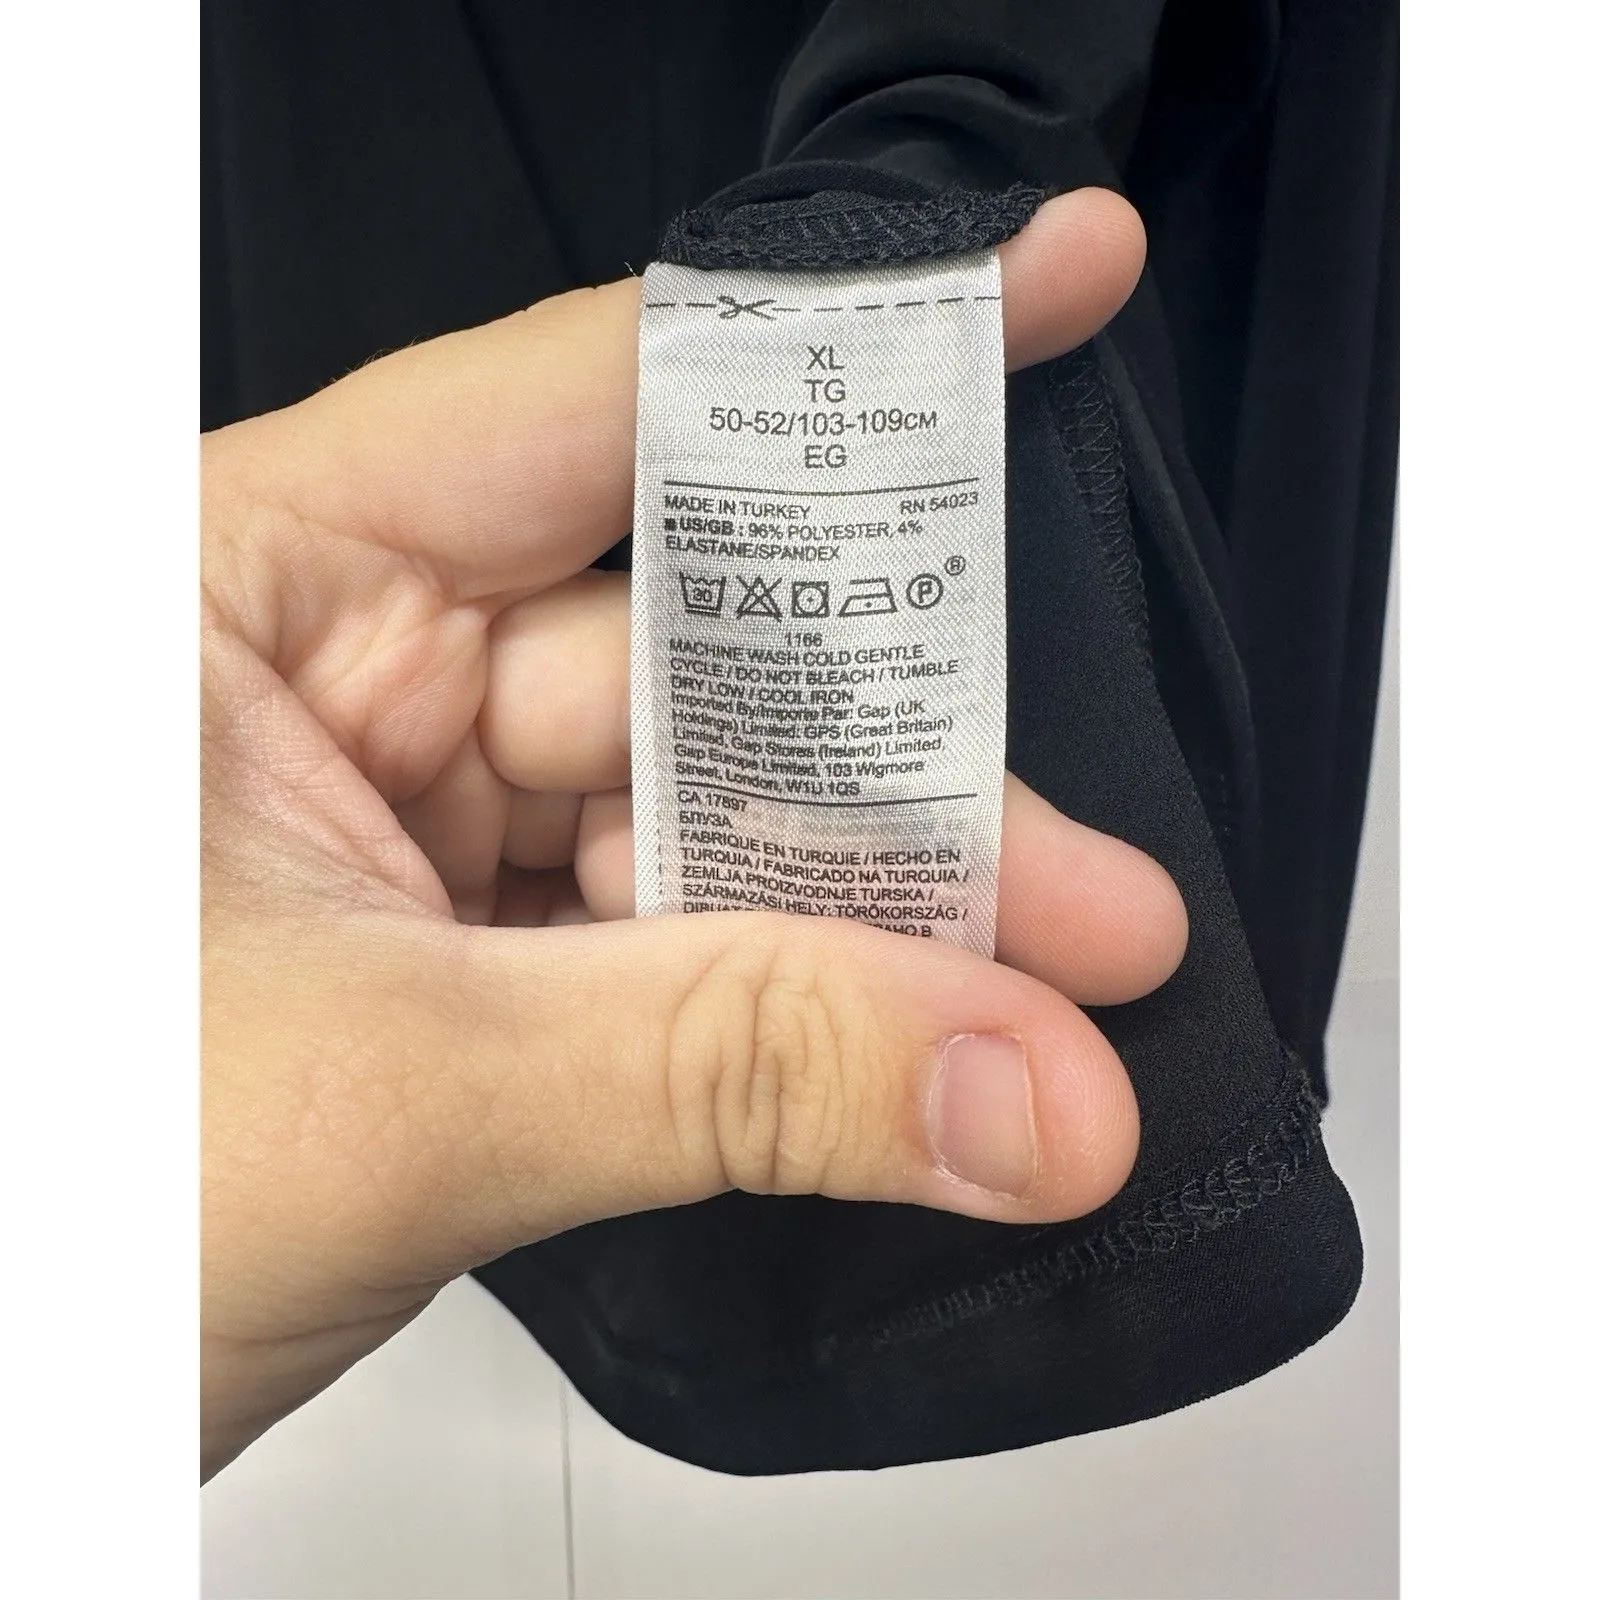 XL
TG
50-52/103-109см
EG
MADE IN TURKEY RN 54023
US/GB : 96% POLYESTER, 4%
ELASTANE/SPANDEX
30 P ®
1166
MACHINE WASH COLD GENTLE
CYCLE / DO NOT BLEACH / TUMBLE
DRY LOW / COOL IRON
Imported By/Importe Par: Gap (UK
Holdings) Limited: GPS (Great Britain)
Limited, Gap Stores (Ireland) Limited,
Gap Europe Limited, 103 Wigmore
Street, London, W1U 1QS
CA 17897
БЛУЗА
FABRIQUE EN TURQUIE / HECHO EN
TURQUIA / FABRICADO NA TURQUIA /
ZEMLJA PROIZVODNJE TURSKA /
SZÁRMAZÁSI HELY: TÖRÖKORSZÁG /